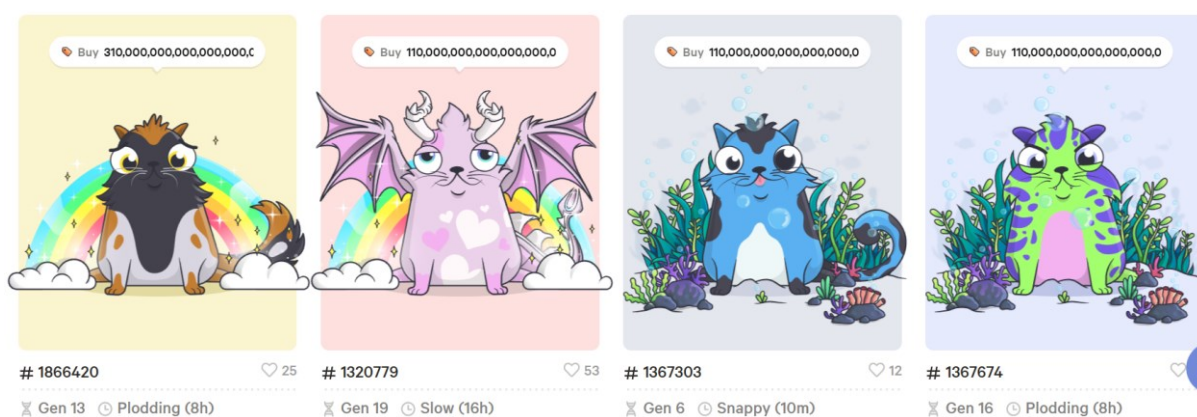 Buy 310,000,000,000,000,000,0
Buy 110,000,000,000,000,000,0
Buy 110,000,000,000,000,000,0
Buy 110,000,000,000,000,000,0
# 1866420 25
# 1320779 53
# 1367303 12
# 1367674
Gen 13 Plodding (8h)
Gen 19 Slow (16h)
Gen 6 Snappy (10m)
Gen 16 Plodding (8h)